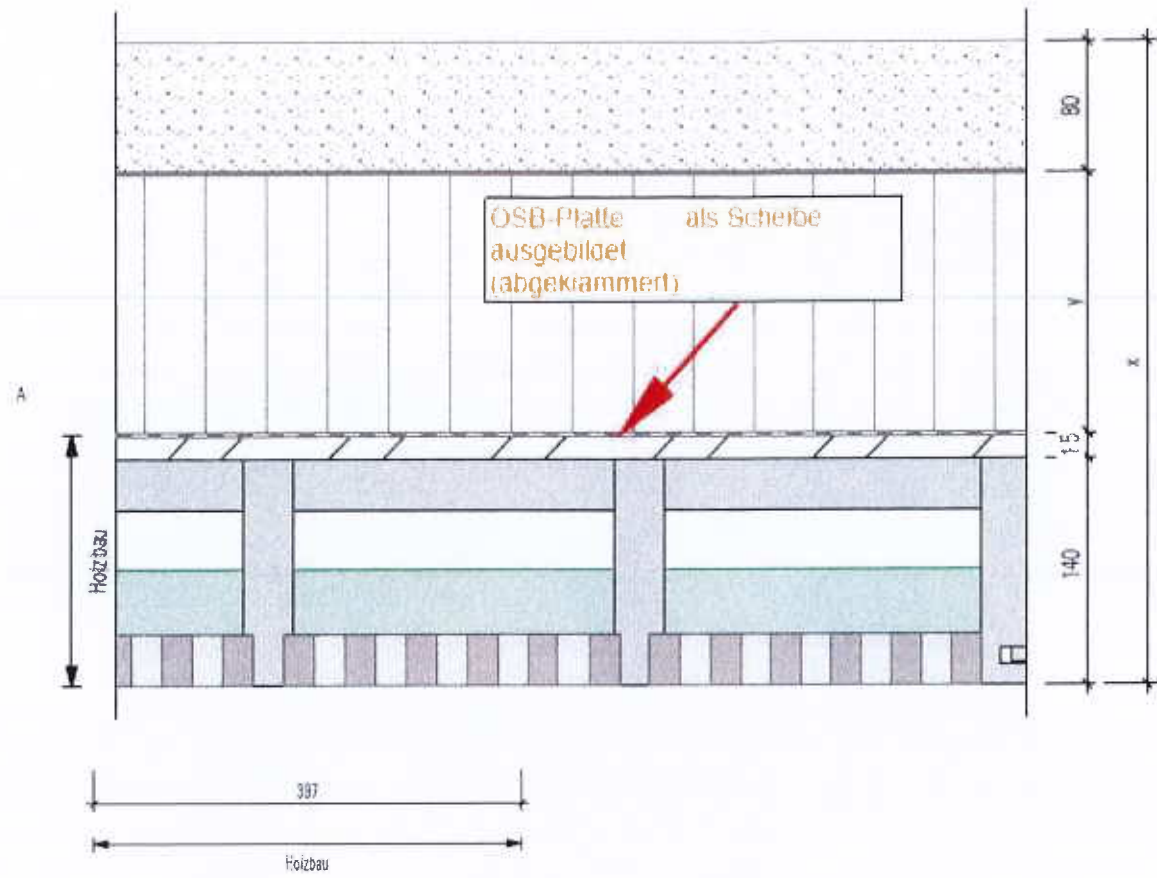 80
OSB-Platte als Scheibe
ausgebildet
(abgeklammert)
y
x
A
15
Holzbau
140
397
Holzbau